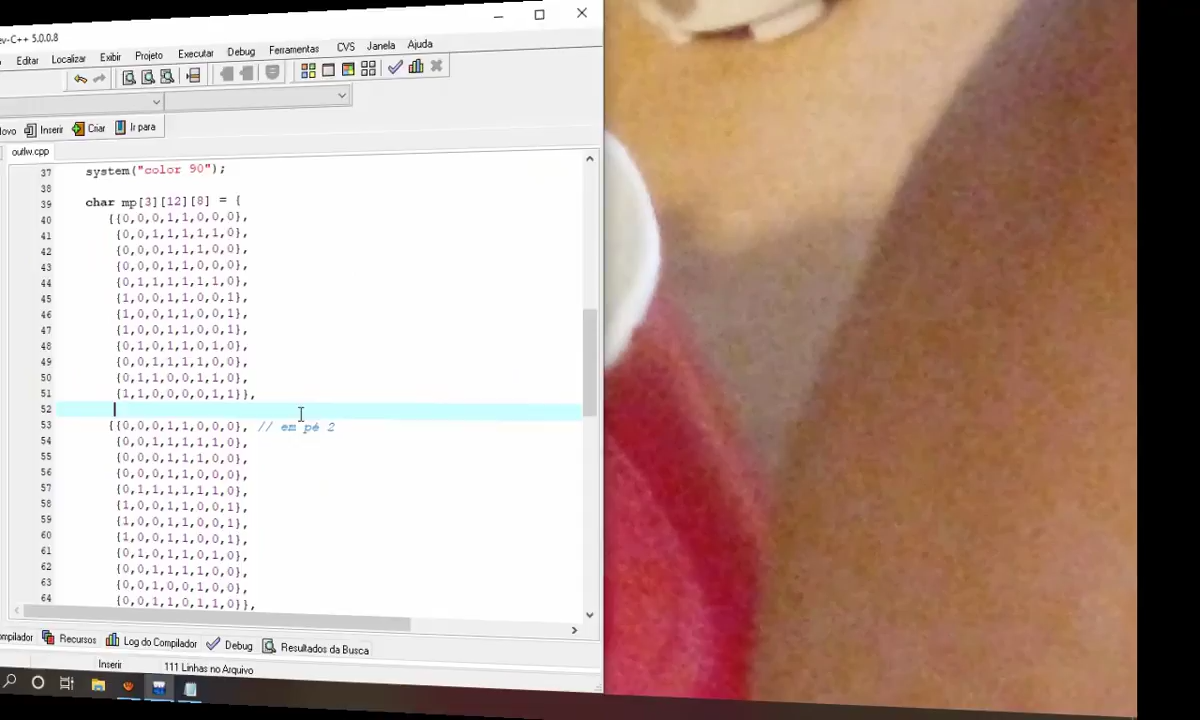 ev-C++ 5.0.0.8
Editar Localizar Exibir Projeto Executar Debug Ferramentas CVS Janela Ajuda
ovo Inserir Criar Ir para
outlw.cpp
37 system("color 90");
38
39 char mp[3][12][8] = {
40 {{0,0,0,1,1,0,0,0},
41 {0,0,1,1,1,1,1,0},
42 {0,0,0,1,1,1,0,0},
43 {0,0,0,1,1,0,0,0},
44 {0,1,1,1,1,1,1,0},
45 {1,0,0,1,1,0,0,1},
46 {1,0,0,1,1,0,0,1},
47 {1,0,0,1,1,0,0,1},
48 {0,1,0,1,1,0,1,0},
49 {0,0,1,1,1,1,0,0},
50 {0,1,1,0,0,1,1,0},
51 {1,1,0,0,0,0,1,1}},
52
53 {{0,0,0,1,1,0,0,0}, // em pé 2
54 {0,0,1,1,1,1,1,0},
55 {0,0,0,1,1,1,0,0},
56 {0,0,0,1,1,0,0,0},
57 {0,1,1,1,1,1,1,0},
58 {1,0,0,1,1,0,0,1},
59 {1,0,0,1,1,0,0,1},
60 {1,0,0,1,1,0,0,1},
61 {0,1,0,1,1,0,1,0},
62 {0,0,1,1,1,1,0,0},
63 {0,0,1,0,0,1,0,0},
64 {0,0,1,1,0,1,1,0}},
mpilador Recursos Log do Compilador Debug Resultados da Busca
Inserir 111 Linhas no Arquivo